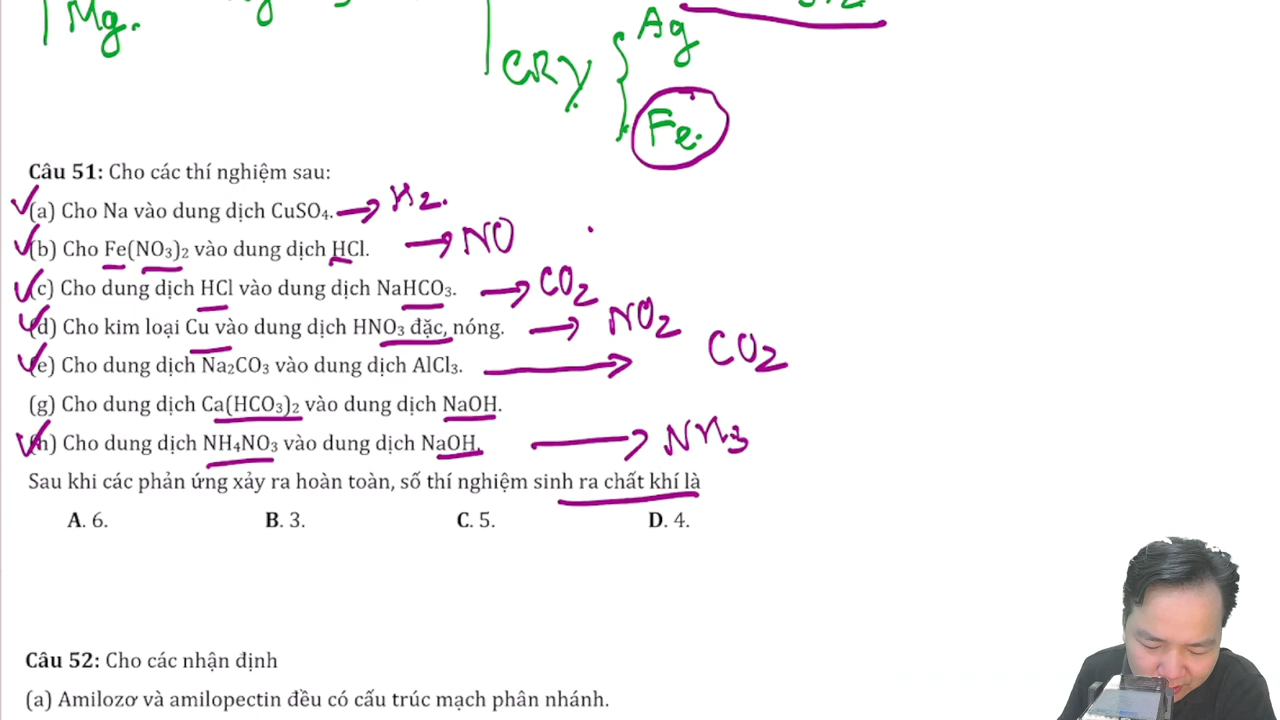 Mg.
CRY { Ag
Fe.
Câu 51: Cho các thí nghiệm sau:
(a) Cho Na vào dung dịch CuSO₄. → H2.
(b) Cho Fe(NO₃)₂ vào dung dịch HCl. → NO
(c) Cho dung dịch HCl vào dung dịch NaHCO₃. → CO2
(d) Cho kim loại Cu vào dung dịch HNO₃ đặc, nóng. → NO2
(e) Cho dung dịch Na₂CO₃ vào dung dịch AlCl₃. → CO2
(g) Cho dung dịch Ca(HCO₃)₂ vào dung dịch NaOH.
(h) Cho dung dịch NH₄NO₃ vào dung dịch NaOH. → NH3
Sau khi các phản ứng xảy ra hoàn toàn, số thí nghiệm sinh ra chất khí là
A. 6. B. 3. C. 5. D. 4.
Câu 52: Cho các nhận định
(a) Amilozơ và amilopectin đều có cấu trúc mạch phân nhánh.